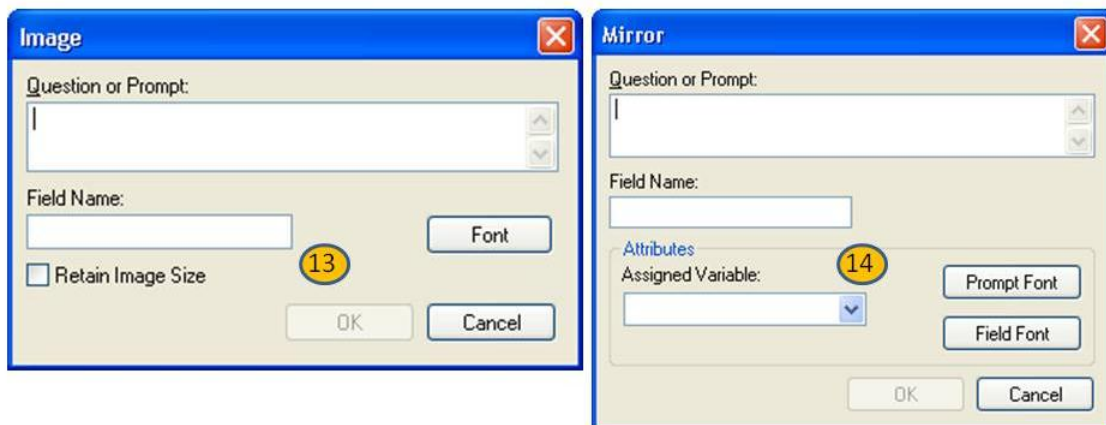 Image
Question or Prompt:
Field Name:
Font
13
Retain Image Size
OK
Cancel
Mirror
Question or Prompt:
Field Name:
Attributes
14
Assigned Variable:
Prompt Font
Field Font
OK
Cancel